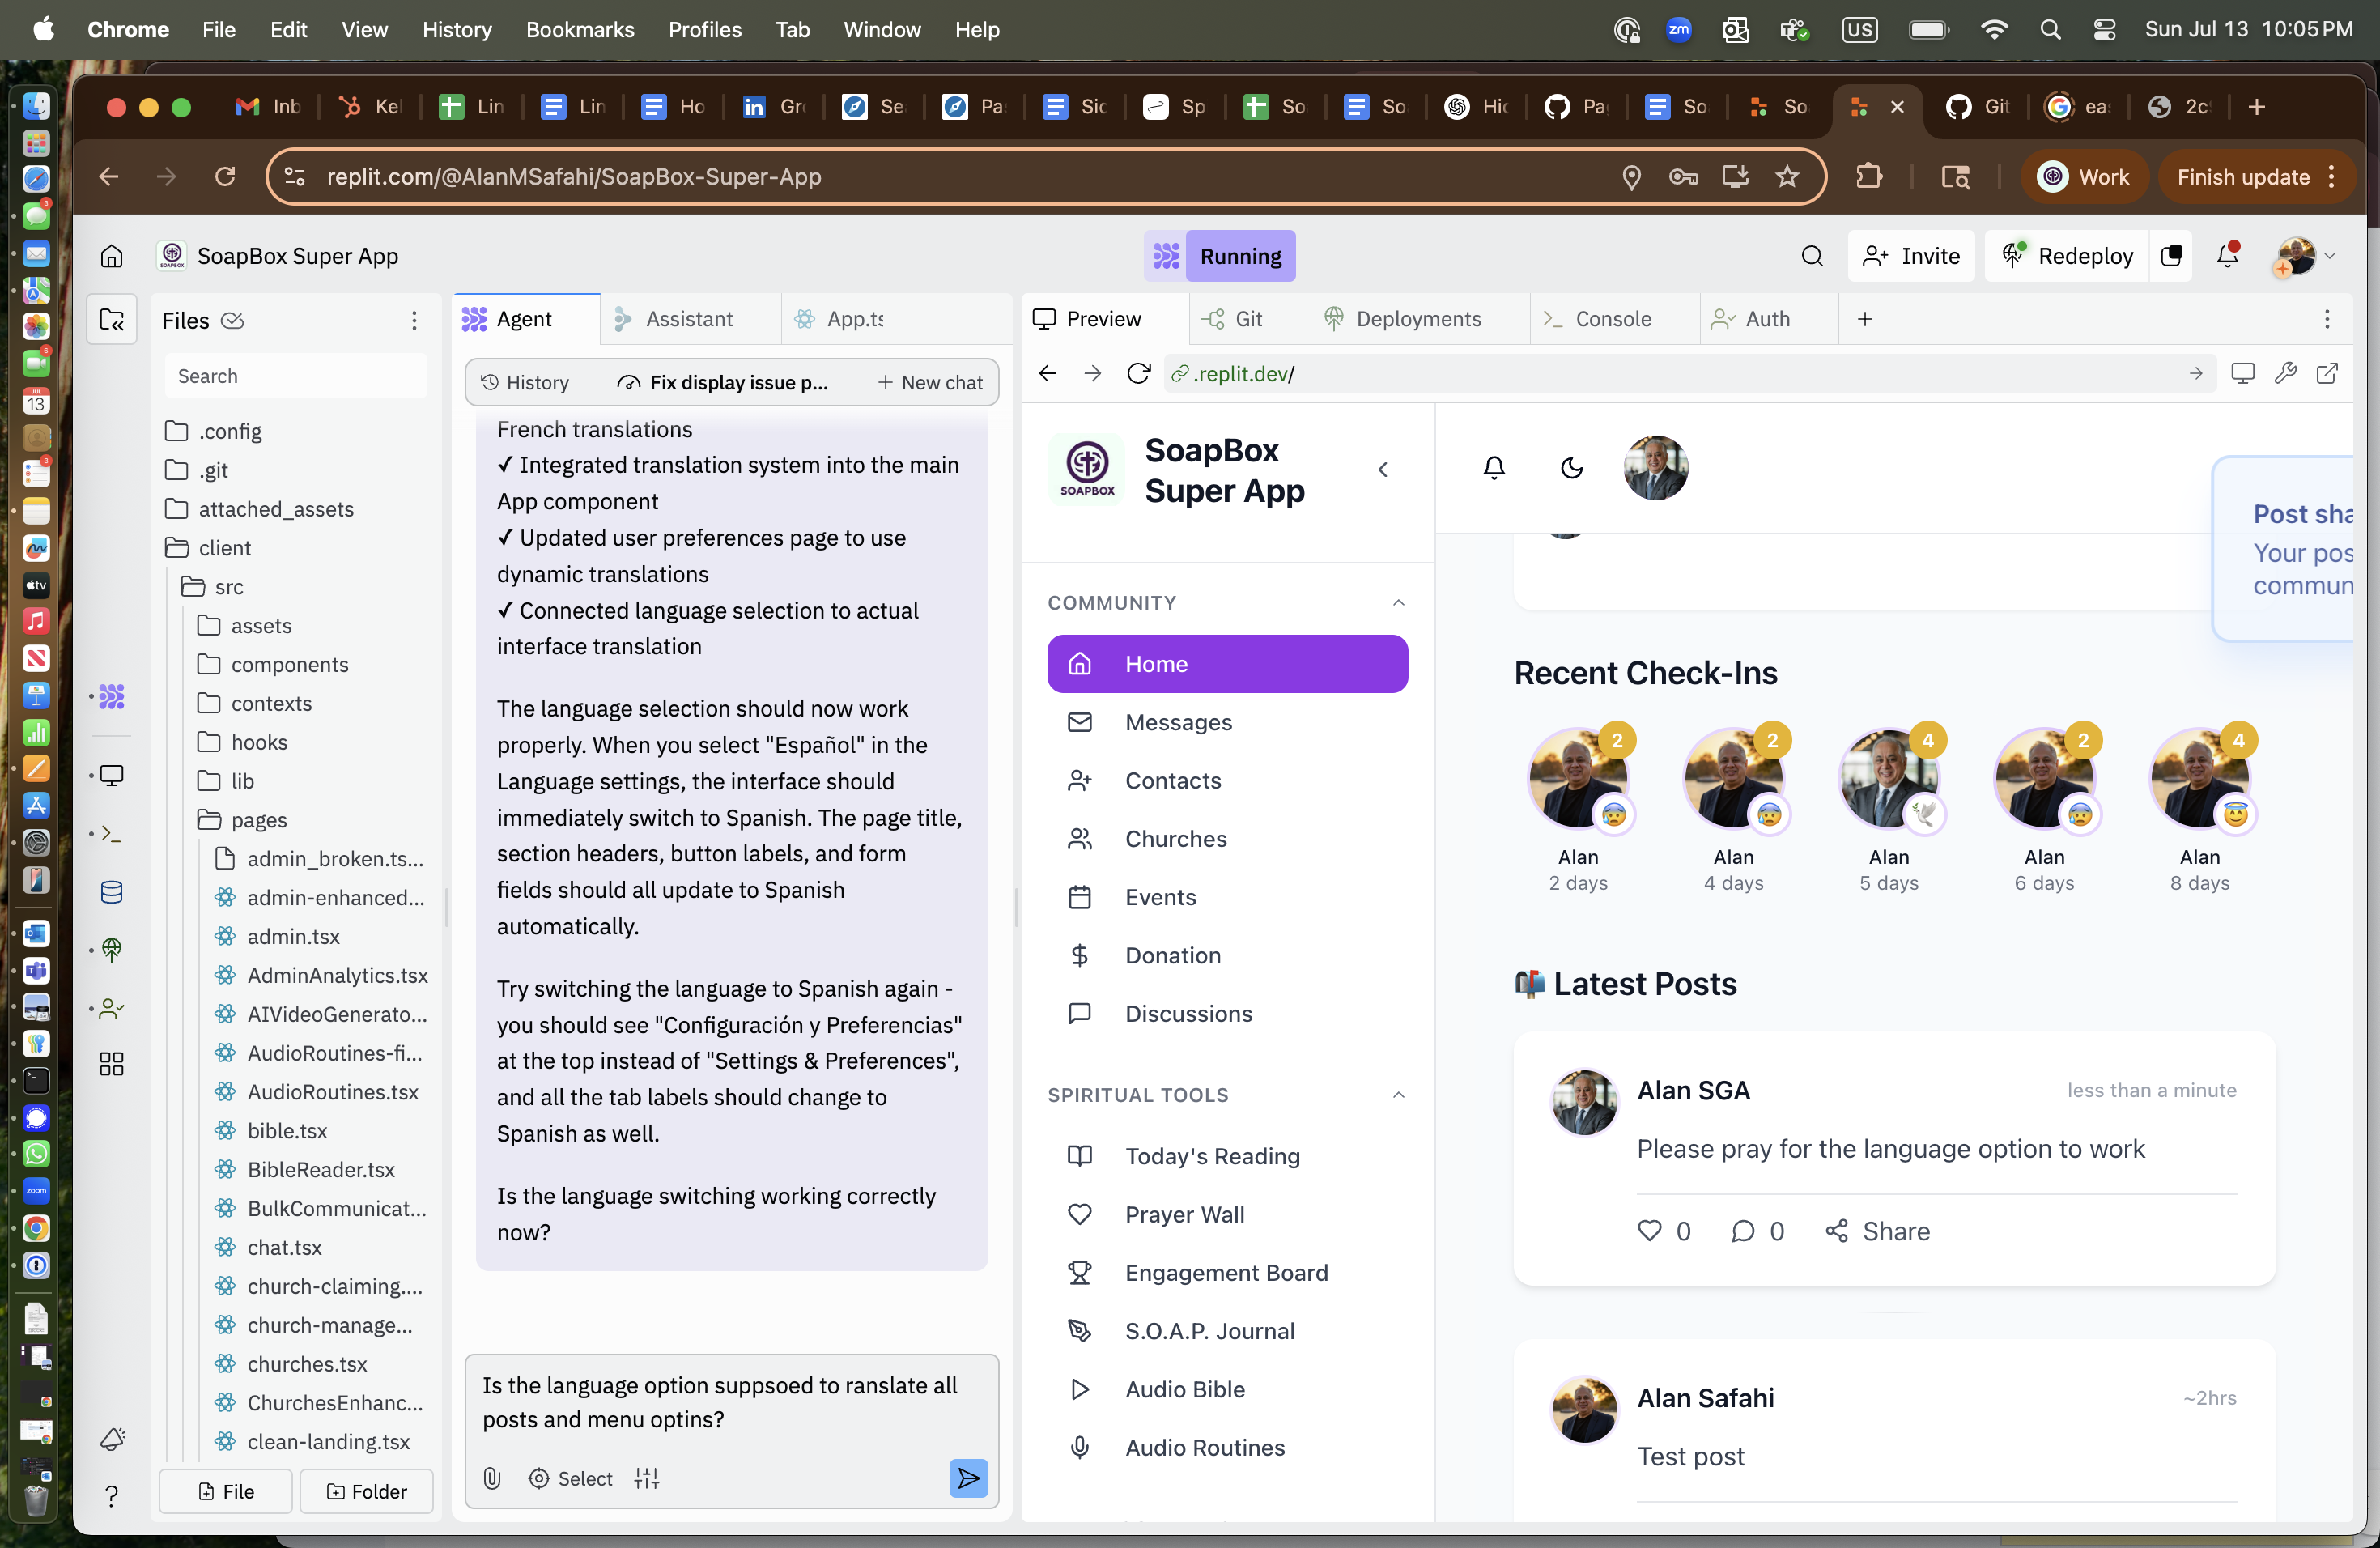 Chrome File Edit View History Bookmarks Profiles Tab Window Help
zm US Sun Jul 13 10:05 PM
Inb Kel Lin Lin Ho Gr Se Pa Sic Sp So So Hic Pa So So Git eas 2c
replit.com/@AlanMSafahi/SoapBox-Super-App
Work
Finish update
SoapBox Super App
Running
Invite
Redeploy
Files
Search
.config
.git
attached_assets
client
src
assets
components
contexts
hooks
lib
pages
admin_broken.ts...
admin-enhanced...
admin.tsx
AdminAnalytics.tsx
AIVideoGenerato...
AudioRoutines-fi...
AudioRoutines.tsx
bible.tsx
BibleReader.tsx
BulkCommunicat...
chat.tsx
church-claiming....
church-manage...
churches.tsx
ChurchesEnhanc...
clean-landing.tsx
File
Folder
Agent
Assistant
App.ts
History
Fix display issue p...
New chat
French translations
✓ Integrated translation system into the main
App component
✓ Updated user preferences page to use
dynamic translations
✓ Connected language selection to actual
interface translation
The language selection should now work
properly. When you select "Español" in the
Language settings, the interface should
immediately switch to Spanish. The page title,
section headers, button labels, and form
fields should all update to Spanish
automatically.
Try switching the language to Spanish again -
you should see "Configuración y Preferencias"
at the top instead of "Settings & Preferences",
and all the tab labels should change to
Spanish as well.
Is the language switching working correctly
now?
Is the language option suppsoed to ranslate all
posts and menu optins?
Select
Preview
Git
Deployments
Console
Auth
.replit.dev/
SOAPBOX
SoapBox
Super App
COMMUNITY
Home
Messages
Contacts
Churches
Events
Donation
Discussions
SPIRITUAL TOOLS
Today's Reading
Prayer Wall
Engagement Board
S.O.A.P. Journal
Audio Bible
Audio Routines
Post sha
Your pos
commun
Recent Check-Ins
2 2 4 2 4
Alan Alan Alan Alan Alan
2 days 4 days 5 days 6 days 8 days
Latest Posts
Alan SGA
less than a minute
Please pray for the language option to work
0 0 Share
Alan Safahi
~2hrs
Test post